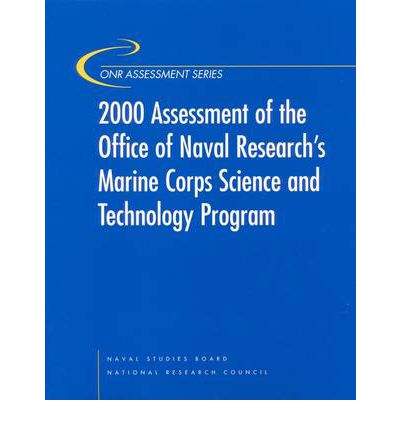 ONR ASSESSMENT SERIES
2000 Assessment of the
Office of Naval Research's
Marine Corps Science and
Technology Program
NAVAL STUDIES BOARD
NATIONAL RESEARCH COUNCIL